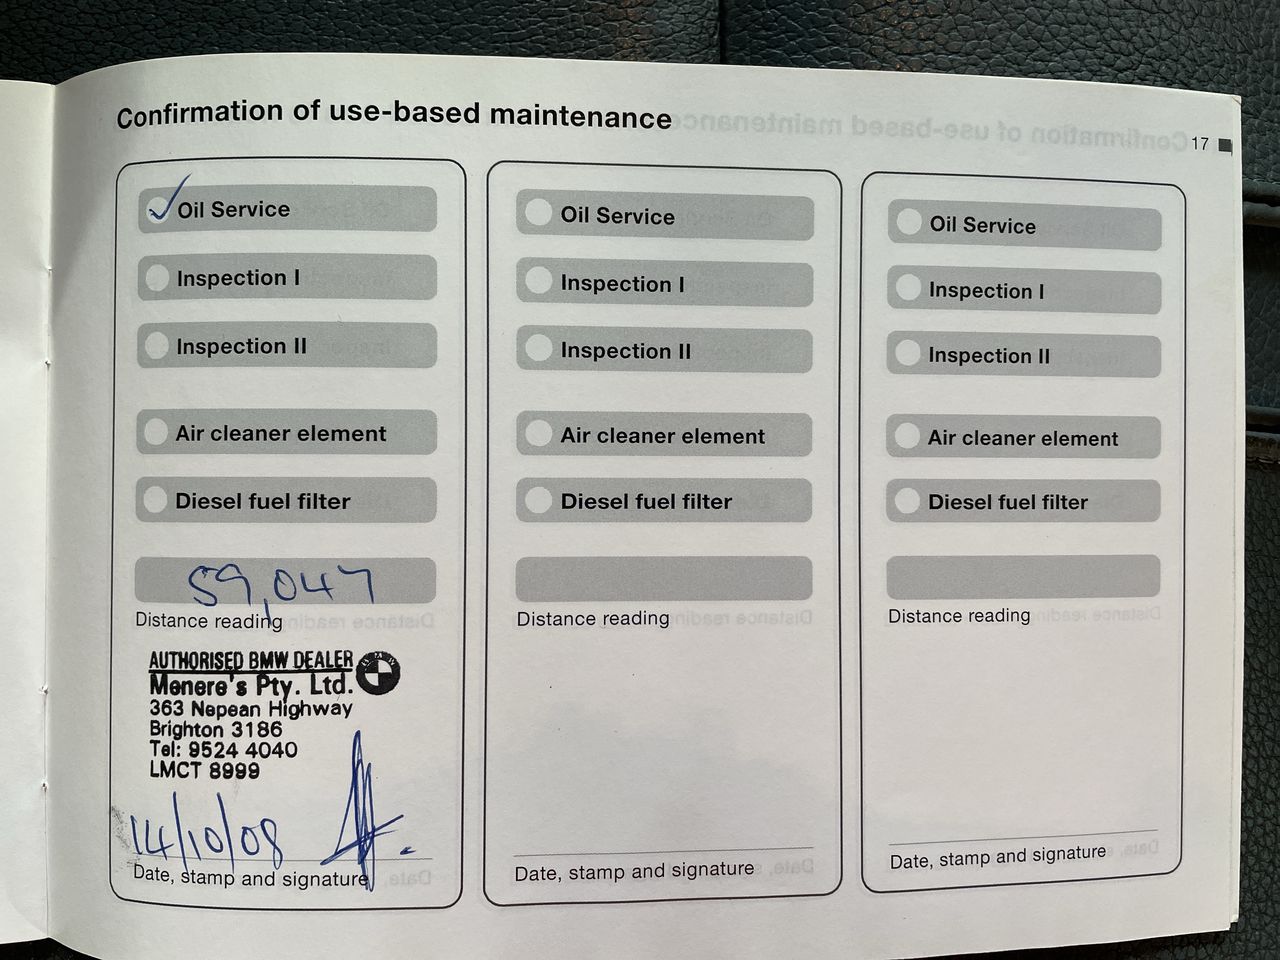 Confirmation of use-based maintenance
17
Oil Service
Inspection I
Inspection II
Air cleaner element
Diesel fuel filter
59,047
Distance reading
AUTHORISED BMW DEALER
Menere's Pty. Ltd.
363 Nepean Highway
Brighton 3186
Tel: 9524 4040
LMCT 8999
14/10/08
Date, stamp and signature
Oil Service
Inspection I
Inspection II
Air cleaner element
Diesel fuel filter
Distance reading
Date, stamp and signature
Oil Service
Inspection I
Inspection II
Air cleaner element
Diesel fuel filter
Distance reading
Date, stamp and signature